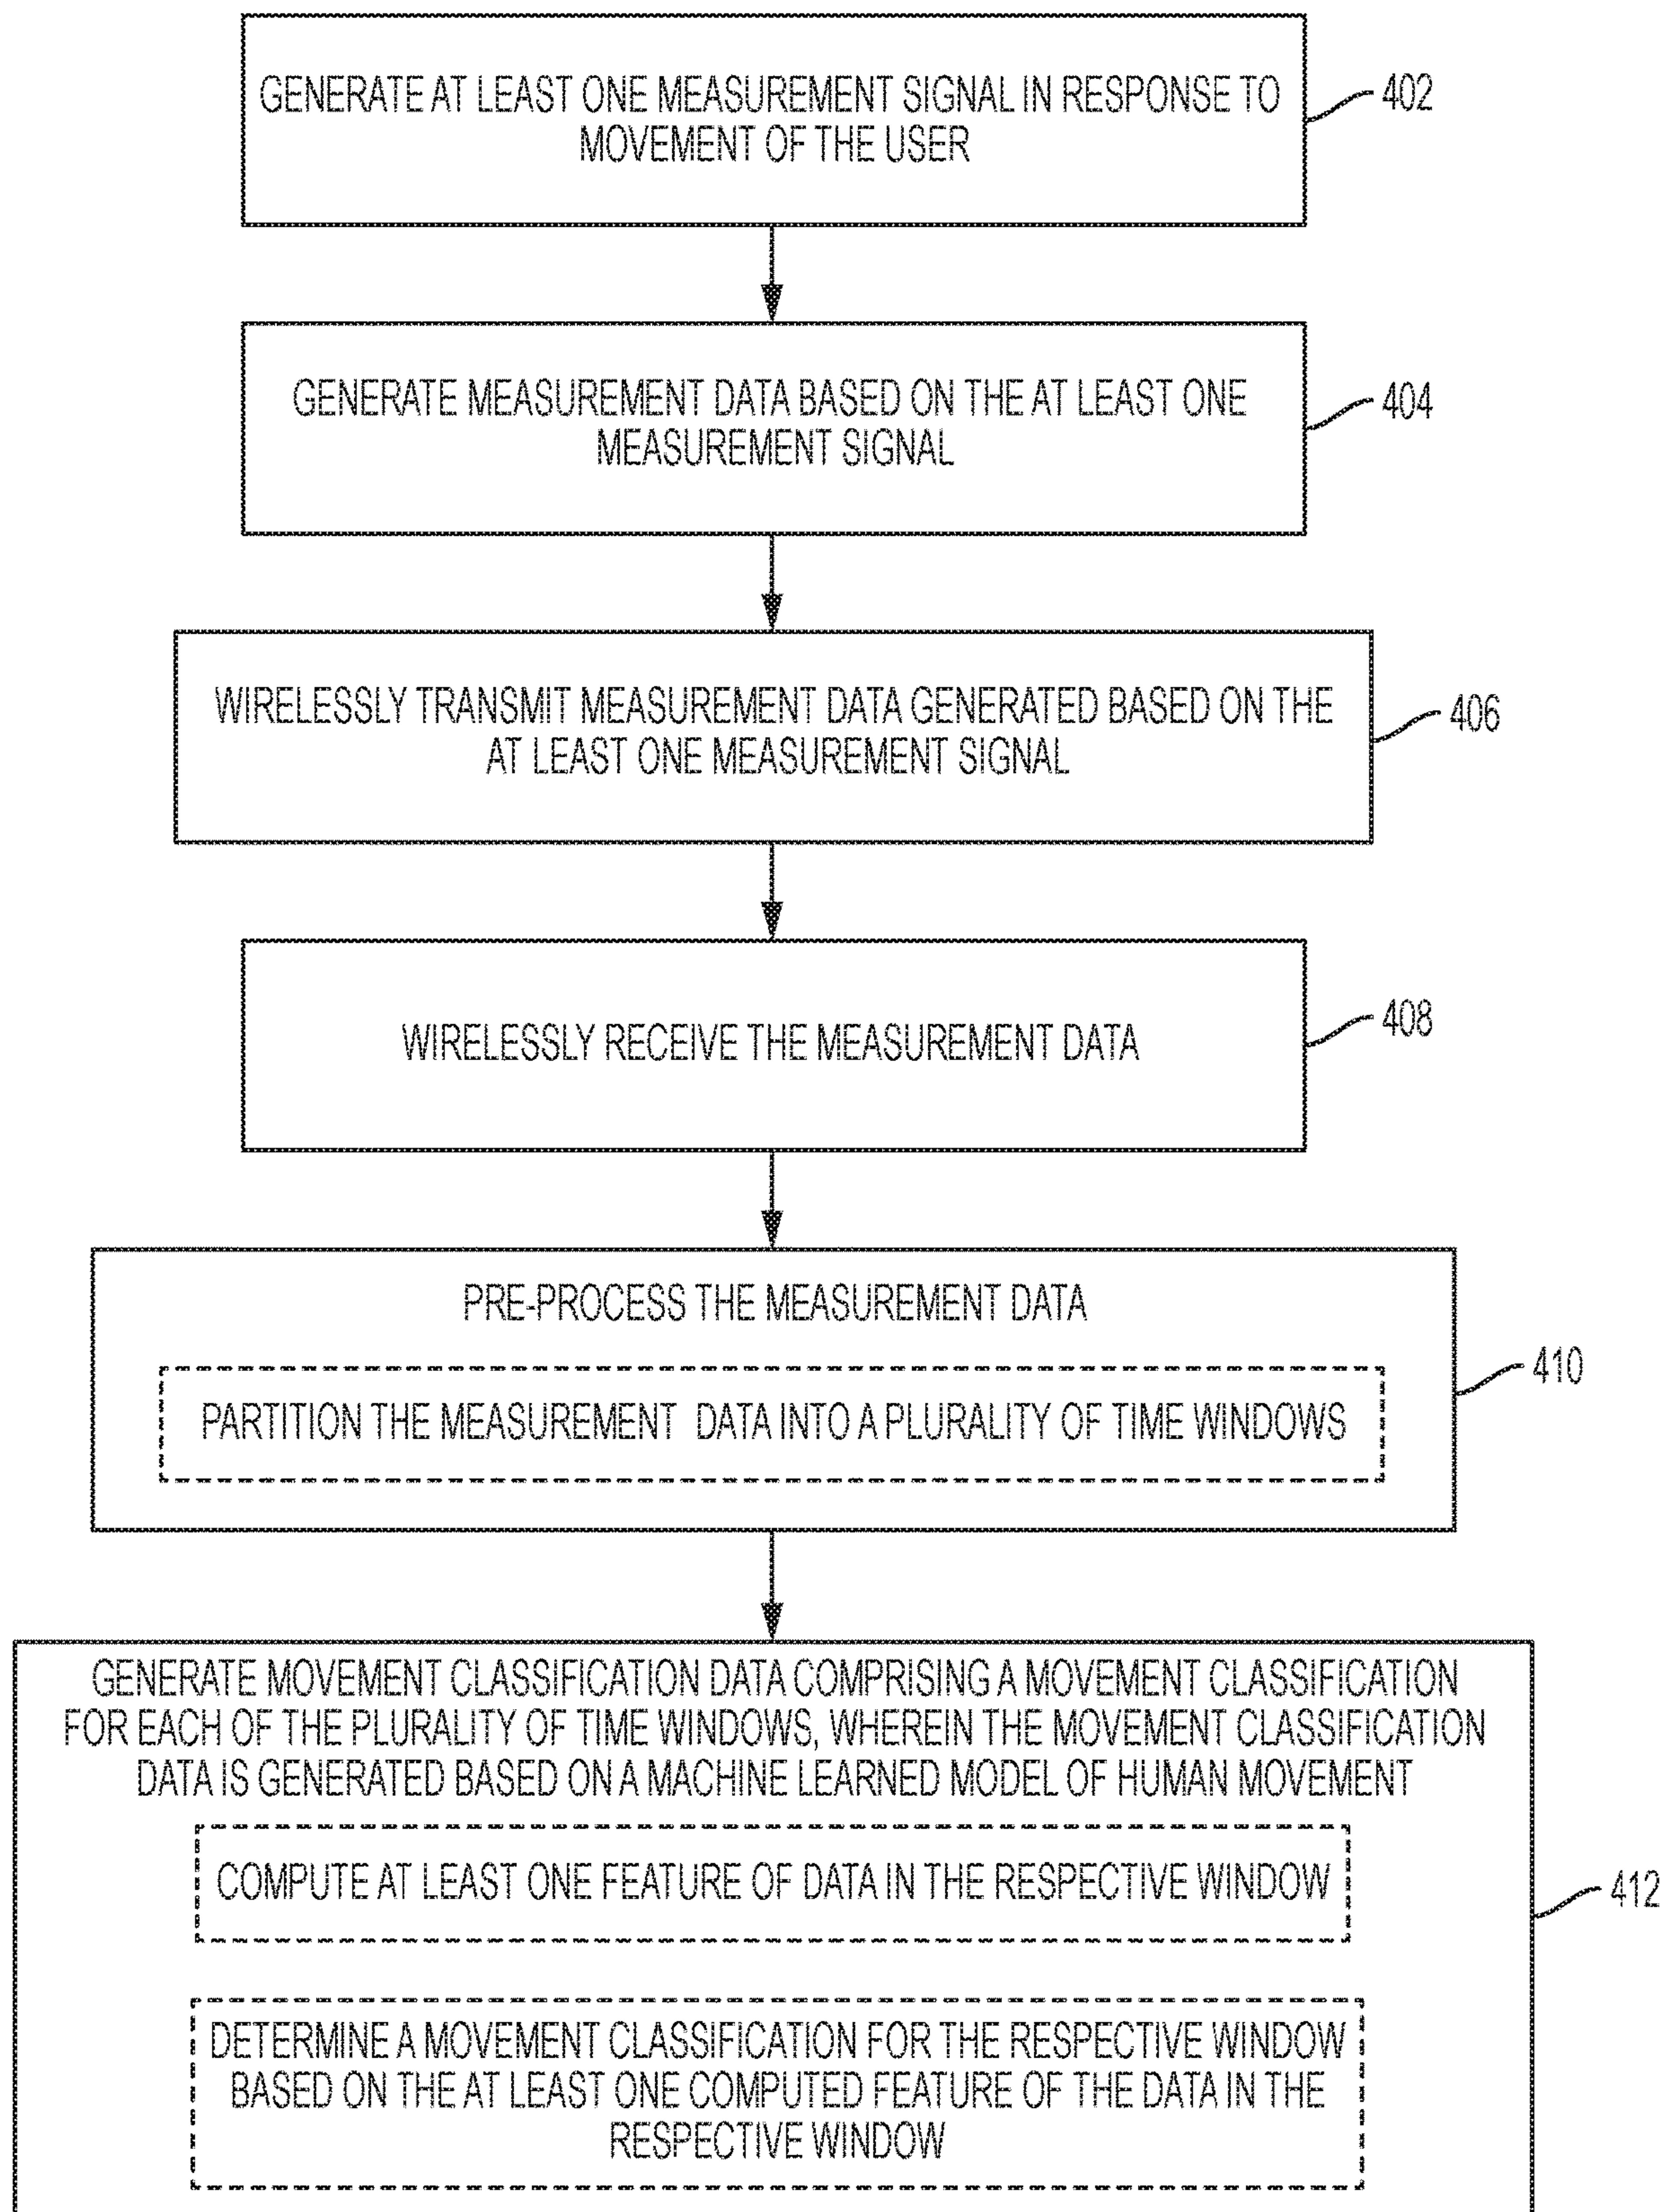 GENERATE AT LEAST ONE MEASUREMENT SIGNAL IN RESPONSE TO
MOVEMENT OF THE USER
402
GENERATE MEASUREMENT DATA BASED ON THE AT LEAST ONE
MEASUREMENT SIGNAL
404
WIRELESSLY TRANSMIT MEASUREMENT DATA GENERATED BASED ON THE
AT LEAST ONE MEASUREMENT SIGNAL
406
WIRELESSLY RECEIVE THE MEASUREMENT DATA
408
PRE-PROCESS THE MEASUREMENT DATA
PARTITION THE MEASUREMENT DATA INTO A PLURALITY OF TIME WINDOWS
410
GENERATE MOVEMENT CLASSIFICATION DATA COMPRISING A MOVEMENT CLASSIFICATION
FOR EACH OF THE PLURALITY OF TIME WINDOWS, WHEREIN THE MOVEMENT CLASSIFICATION
DATA IS GENERATED BASED ON A MACHINE LEARNED MODEL OF HUMAN MOVEMENT
COMPUTE AT LEAST ONE FEATURE OF DATA IN THE RESPECTIVE WINDOW
412
DETERMINE A MOVEMENT CLASSIFICATION FOR THE RESPECTIVE WINDOW
BASED ON THE AT LEAST ONE COMPUTED FEATURE OF THE DATA IN THE
RESPECTIVE WINDOW